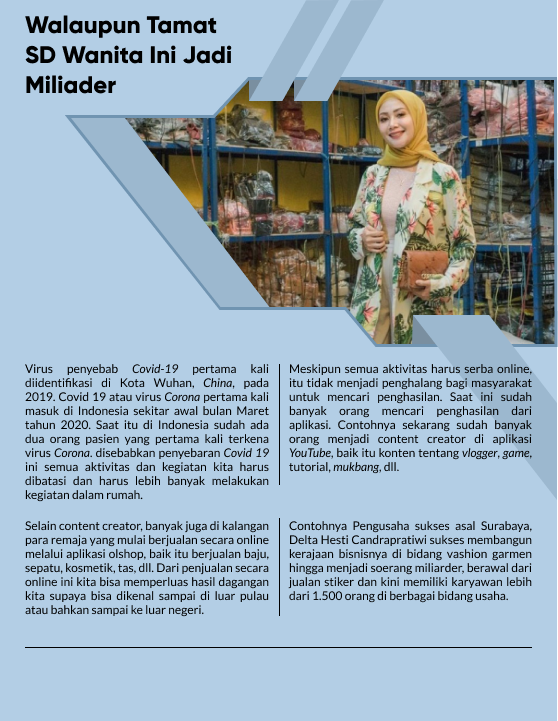 Walaupun Tamat
SD Wanita Ini Jadi
Miliader
Virus penyebab Covid-19 pertama kali
diidentifikasi di Kota Wuhan, China, pada
2019. Covid 19 atau virus Corona pertama kali
masuk di Indonesia sekitar awal bulan Maret
tahun 2020. Saat itu di Indonesia sudah ada
dua orang pasien yang pertama kali terkena
virus Corona. disebabkan penyebaran Covid 19
ini semua aktivitas dan kegiatan kita harus
dibatasi dan harus lebih banyak melakukan
kegiatan dalam rumah.
Meskipun semua aktivitas harus serba online,
itu tidak menjadi penghalang bagi masyarakat
untuk mencari penghasilan. Saat ini sudah
banyak orang mencari penghasilan dari
aplikasi. Contohnya sekarang sudah banyak
orang menjadi content creator di aplikasi
YouTube, baik itu konten tentang vlogger, game,
tutorial, mukbang, dll.
Selain content creator, banyak juga di kalangan
para remaja yang mulai berjualan secara online
melalui aplikasi olshop, baik itu berjualan baju,
sepatu, kosmetik, tas, dll. Dari penjualan secara
online ini kita bisa memperluas hasil dagangan
kita supaya bisa dikenal sampai di luar pulau
atau bahkan sampai ke luar negeri.
Contohnya Pengusaha sukses asal Surabaya,
Delta Hesti Candrapratiwi sukses membangun
kerajaan bisnisnya di bidang vashion garmen
hingga menjadi soerang miliarder, berawal dari
jualan stiker dan kini memiliki karyawan lebih
dari 1.500 orang di berbagai bidang usaha.